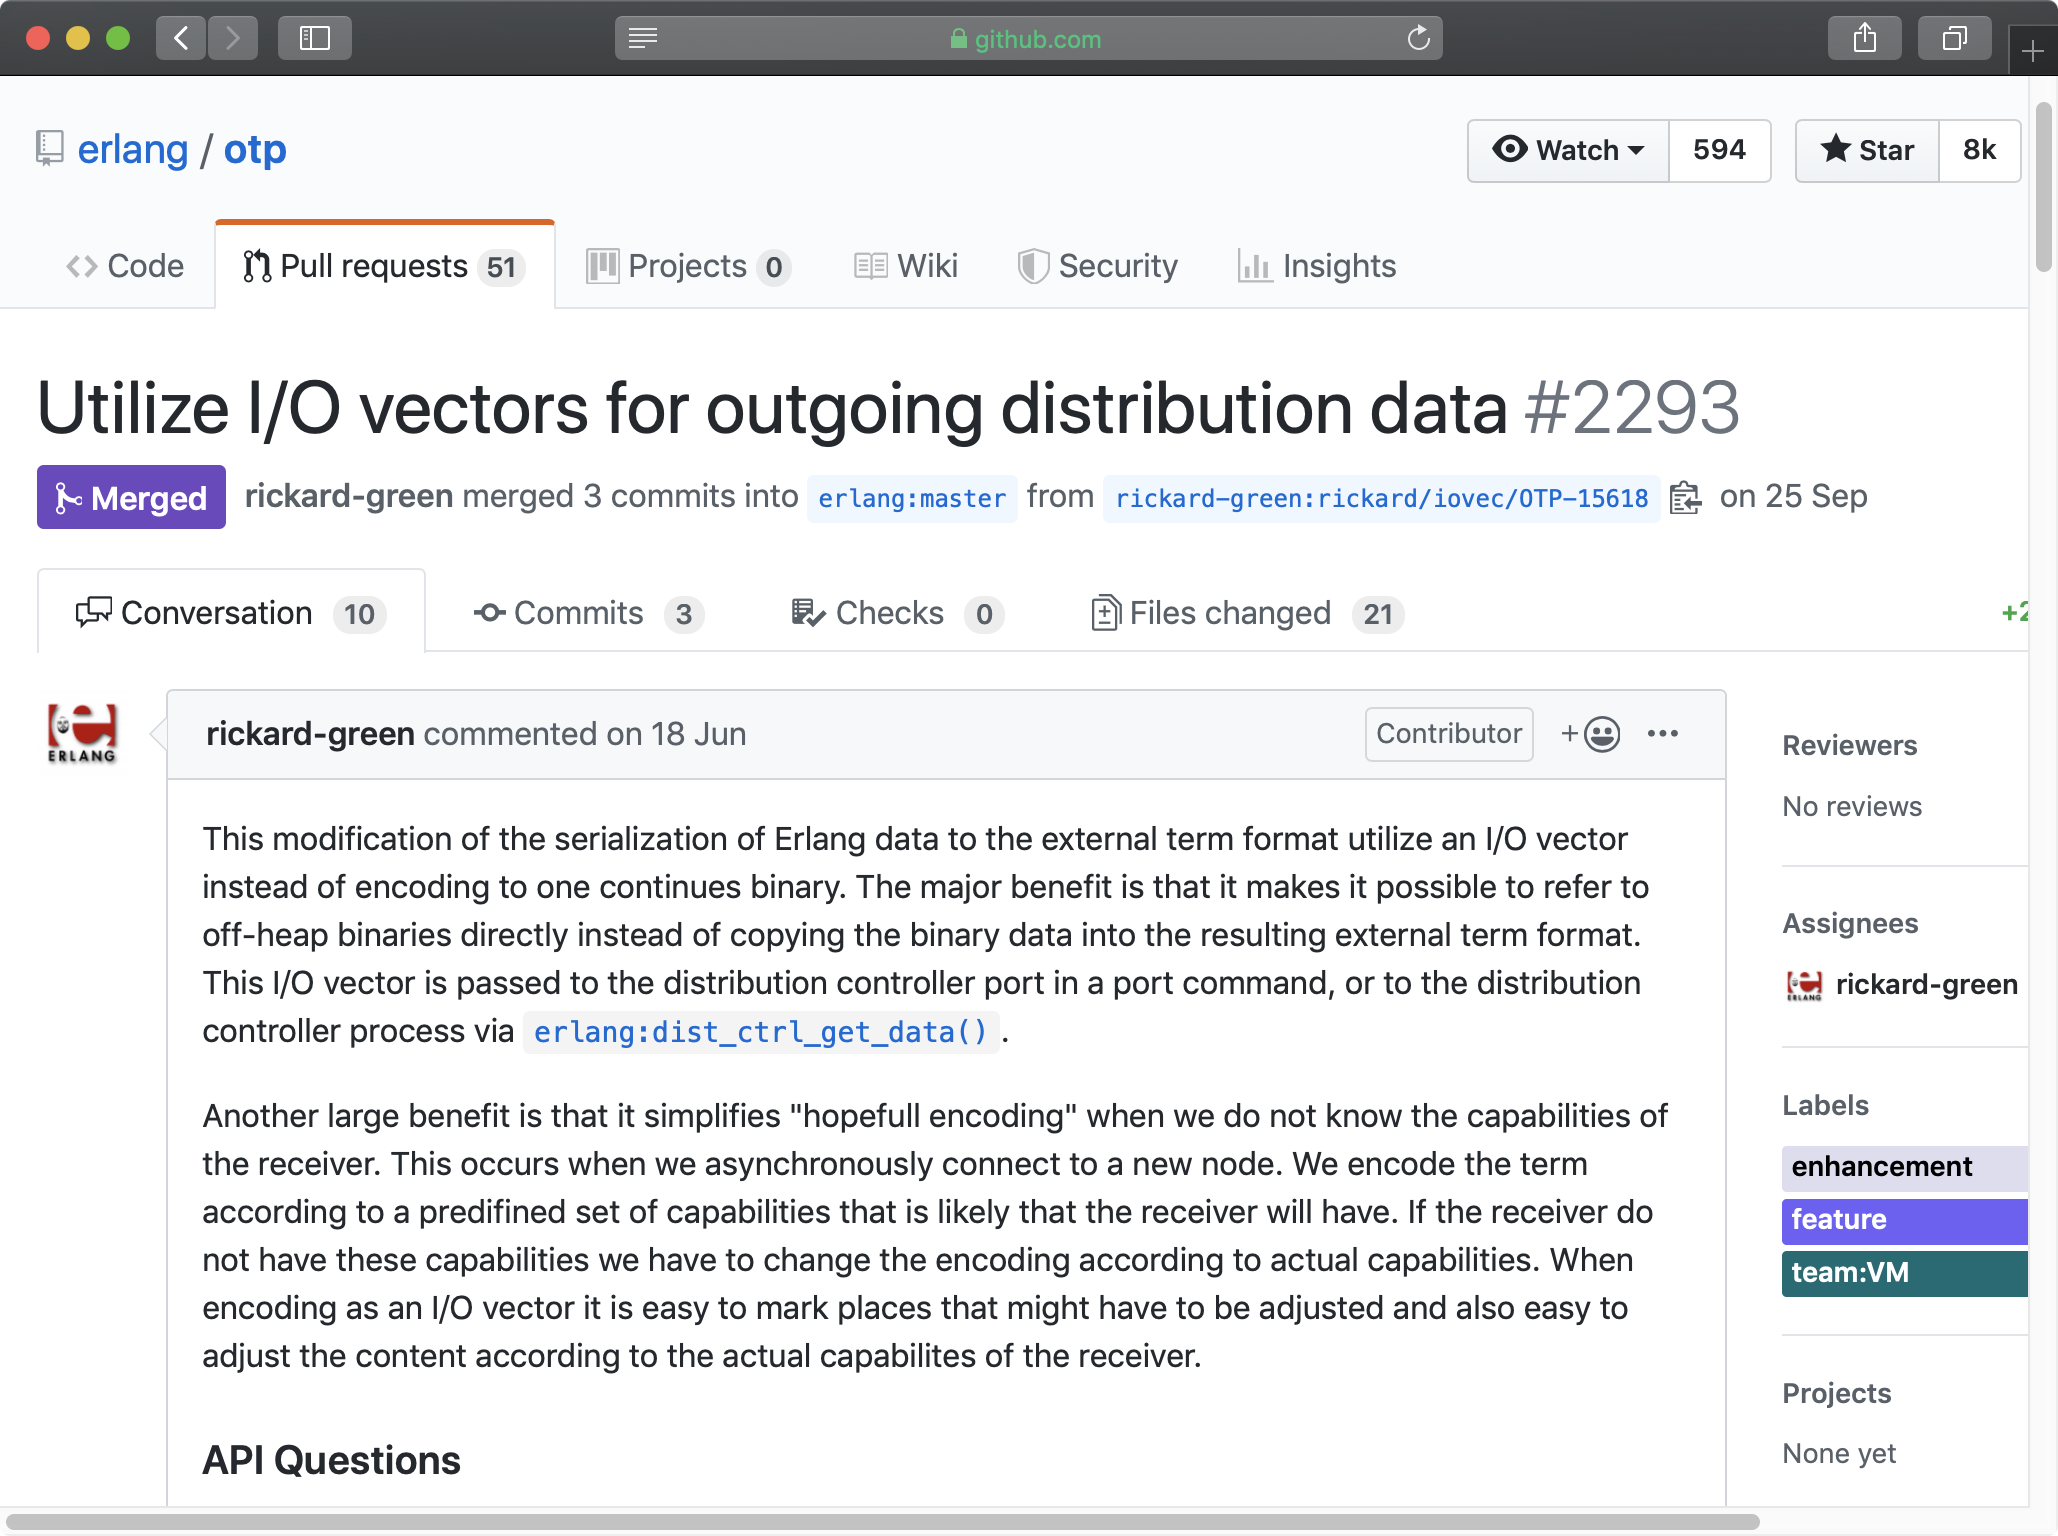 github.com
erlang / otp
Watch 594
Star 8k
Code
Pull requests 51
Projects 0
Wiki
Security
Insights
Utilize I/O vectors for outgoing distribution data #2293
Merged rickard-green merged 3 commits into erlang:master from rickard-green:rickard/iovec/OTP-15618 on 25 Sep
Conversation 10
Commits 3
Checks 0
Files changed 21
ERLANG
rickard-green commented on 18 Jun
Contributor
This modification of the serialization of Erlang data to the external term format utilize an I/O vector
instead of encoding to one continues binary. The major benefit is that it makes it possible to refer to
off-heap binaries directly instead of copying the binary data into the resulting external term format.
This I/O vector is passed to the distribution controller port in a port command, or to the distribution
controller process via erlang:dist_ctrl_get_data().
Another large benefit is that it simplifies "hopefull encoding" when we do not know the capabilities of
the receiver. This occurs when we asynchronously connect to a new node. We encode the term
according to a predifined set of capabilities that is likely that the receiver will have. If the receiver do
not have these capabilities we have to change the encoding according to actual capabilities. When
encoding as an I/O vector it is easy to mark places that might have to be adjusted and also easy to
adjust the content according to the actual capabilites of the receiver.
API Questions
Reviewers
No reviews
Assignees
ERLANG
rickard-green
Labels
enhancement
feature
team:VM
Projects
None yet